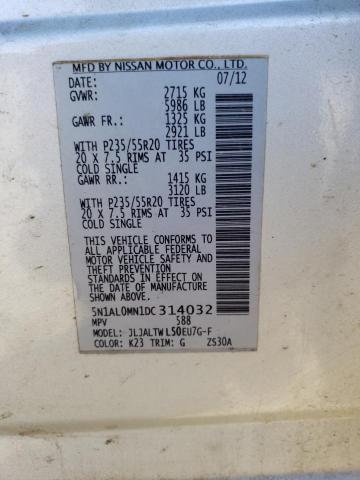 MFD BY NISSAN MOTOR CO., LTD.
DATE: 07/12
GVWR: 2715 KG
5986 LB
GAWR FR.: 1325 KG
2921 LB
WITH P235/55R20 TIRES
20 X 7.5 RIMS AT 35 PSI
COLD SINGLE
GAWR RR.: 1415 KG
3120 LB
WITH P235/55R20 TIRES
20 X 7.5 RIMS AT 35 PSI
COLD SINGLE
THIS VEHICLE CONFORMS TO
ALL APPLICABLE FEDERAL
MOTOR VEHICLE SAFETY AND
THEFT PREVENTION
STANDARDS IN EFFECT ON
THE DATE OF MANUFACTURE
SHOWN ABOVE.
5N1AL0MN1DC314032
MPV 588
MODEL: JLJALTWL50EU7G-F
COLOR: K23 TRIM: G ZS30A